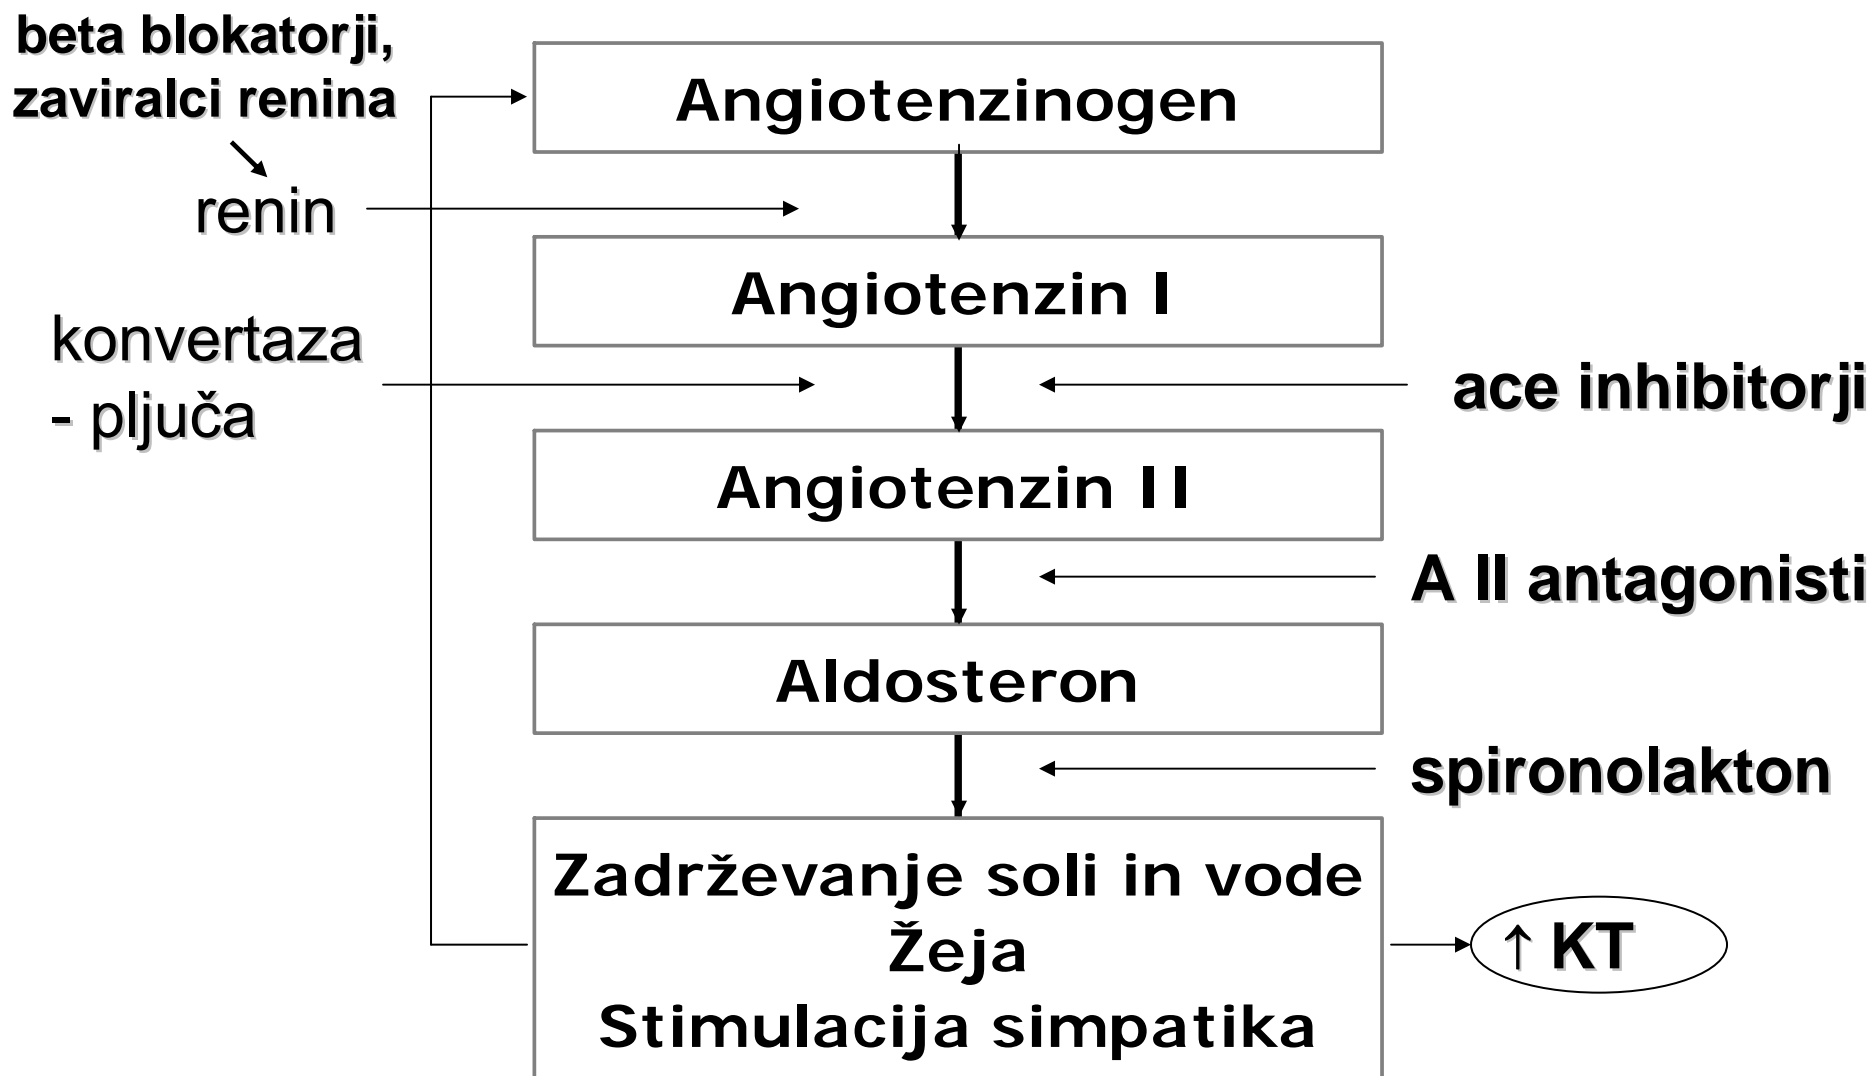 beta blokatorji,
zaviralci renina
Angiotenzinogen
renin
Angiotenzin I
konvertaza
- pljuča
ace inhibitorji
Angiotenzin II
A II antagonisti
Aldosteron
spironolakton
Zadrževanje soli in vode
Žeja
Stimulacija simpatika
↑ KT